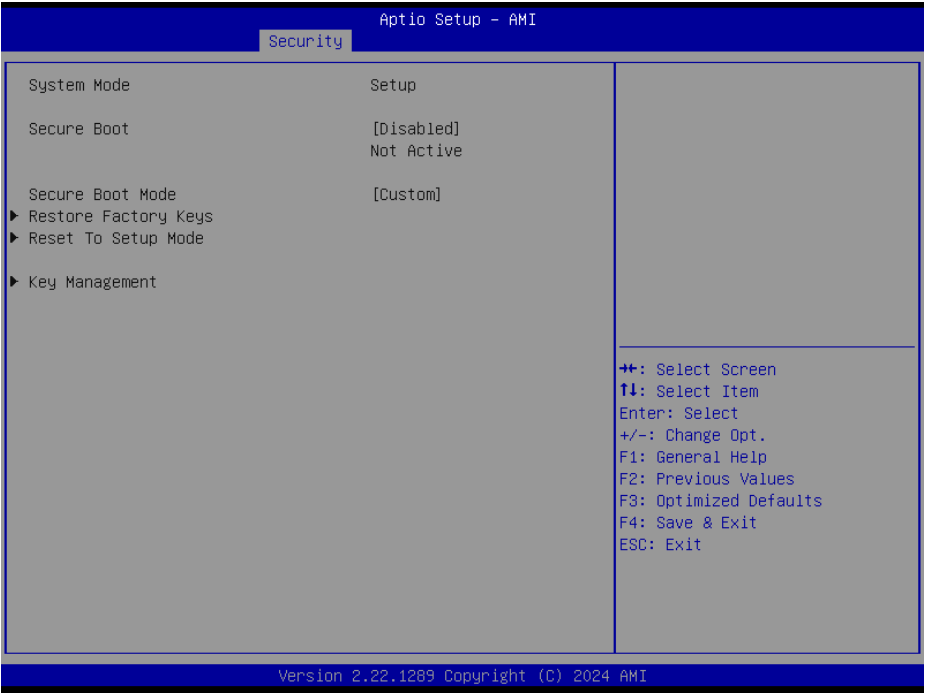 Aptio Setup – AMI
Security
System Mode Setup
Secure Boot [Disabled]
Not Active
Secure Boot Mode [Custom]
▶ Restore Factory Keys
▶ Reset To Setup Mode
▶ Key Management
→←: Select Screen
↑↓: Select Item
Enter: Select
+/-: Change Opt.
F1: General Help
F2: Previous Values
F3: Optimized Defaults
F4: Save & Exit
ESC: Exit
Version 2.22.1289 Copyright (C) 2024 AMI